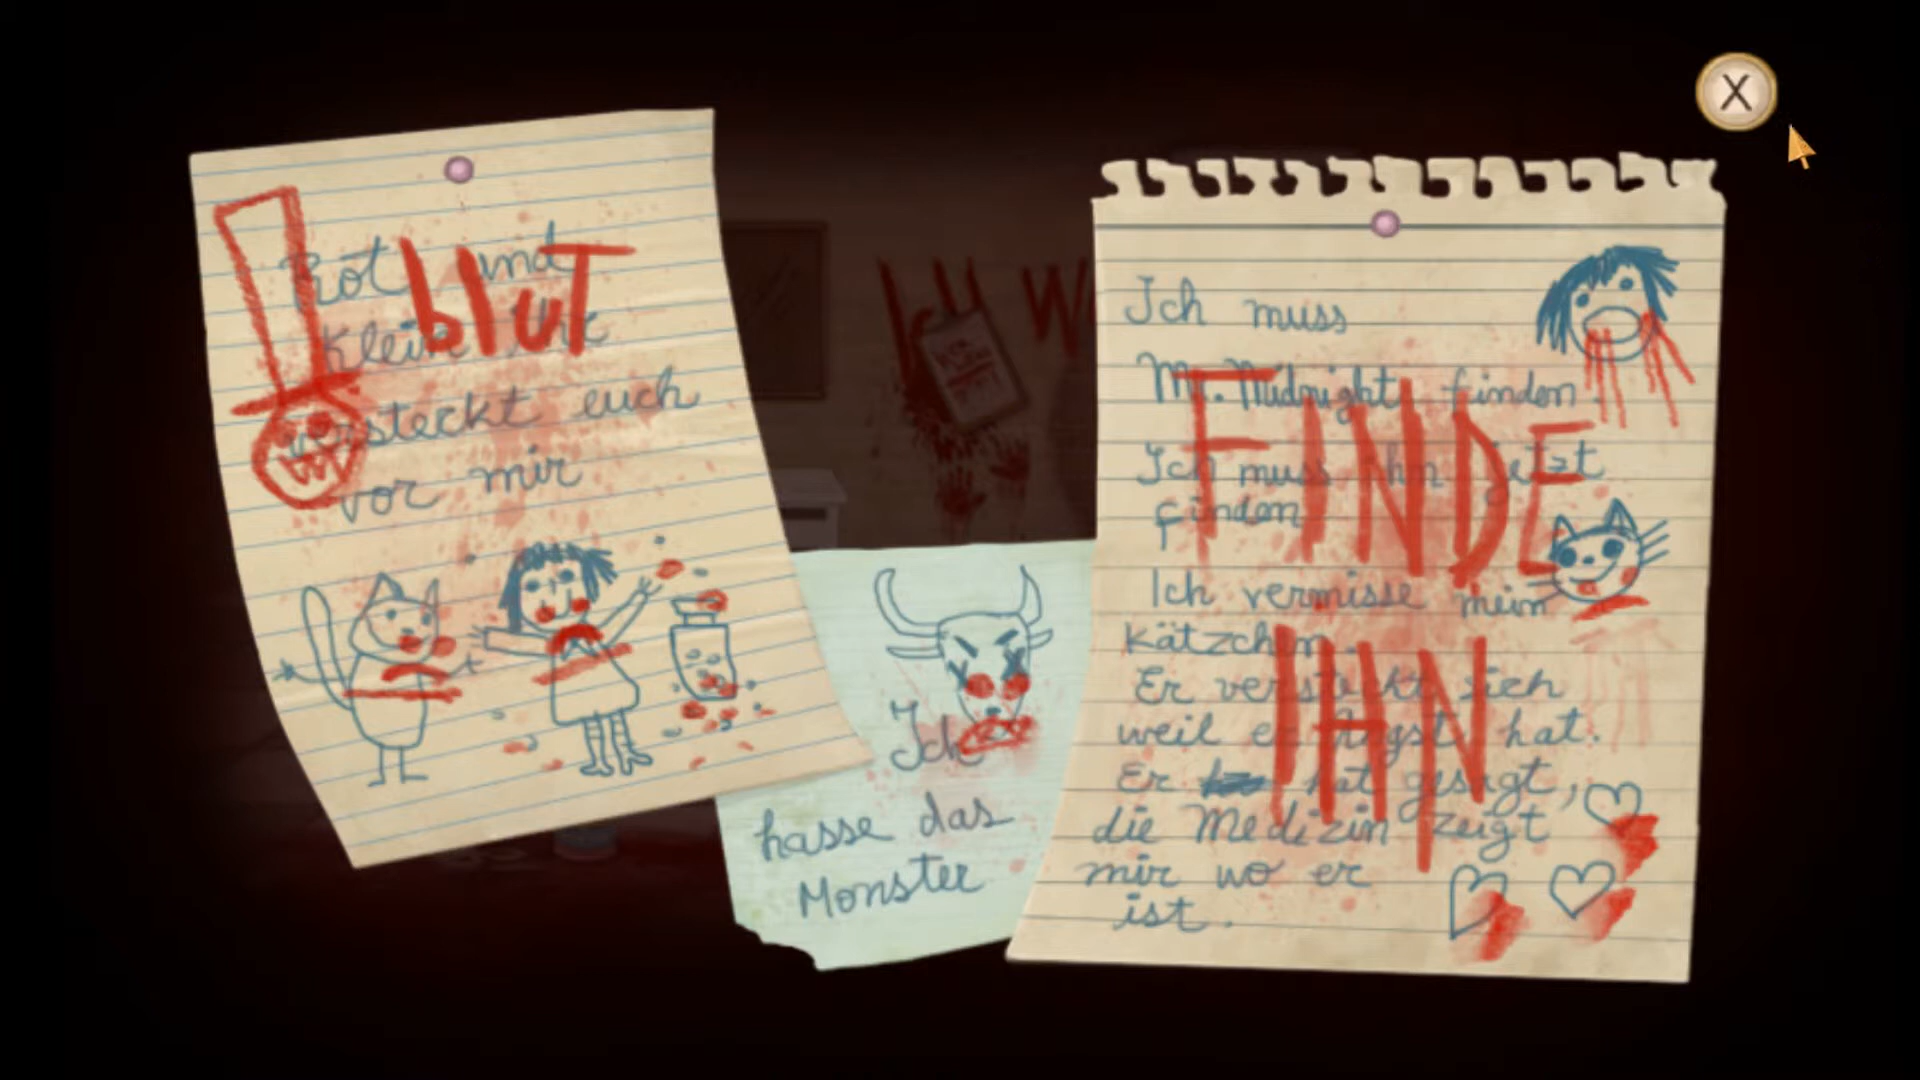 Rot und
blut
Klein
versteckt euch
vor mir
Ich
hasse das
Monster
Ich muss
Mr. Midnight finden.
Ich muss ihn jetzt
finden
FINDE
Ich vermisse mein
Kätzchen.
IHN
Er versteckt sich
weil er Angst hat.
Er hat gesagt,
die Medizin zeigt
mir wo er
ist.
X